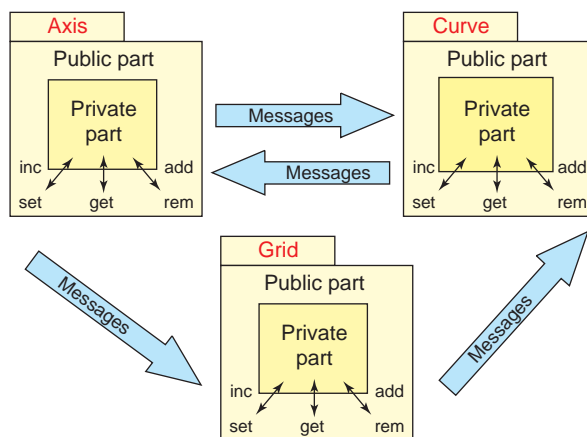 Axis
Public part
Private
part
inc
add
set
get
rem
Messages
Messages
Curve
Public part
Private
part
inc
add
set
get
rem
Messages
Grid
Public part
Private
part
inc
add
set
get
rem
Messages